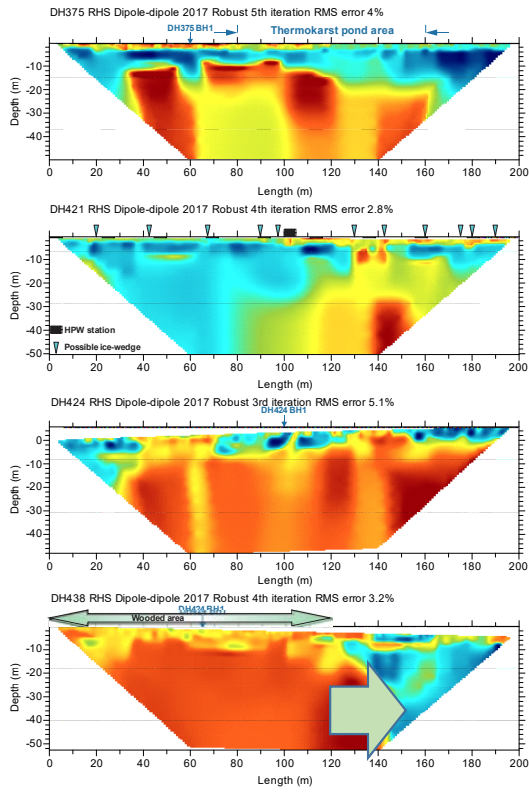 DH375 RHS Dipole-dipole 2017 Robust 5th iteration RMS error 4%
DH375 BH1
Thermokarst pond area
Depth (m)
-10
-20
-30
-40
0 20 40 60 80 100 120 140 160 180 200
Length (m)
DH421 RHS Dipole-dipole 2017 Robust 4th iteration RMS error 2.8%
Depth (m)
-10
-20
-30
-40
-50
HPW station
Possible ice-wedge
0 20 40 60 80 100 120 140 160 180 200
Length (m)
DH424 RHS Dipole-dipole 2017 Robust 3rd iteration RMS error 5.1%
DH424 BH1
Depth (m)
0
-10
-20
-30
-40
0 20 40 60 80 100 120 140 160 180 200
Length (m)
DH438 RHS Dipole-dipole 2017 Robust 4th iteration RMS error 3.2%
Wooded area
Depth (m)
-10
-20
-30
-40
-50
0 20 40 60 80 100 120 140 160 180 200
Length (m)